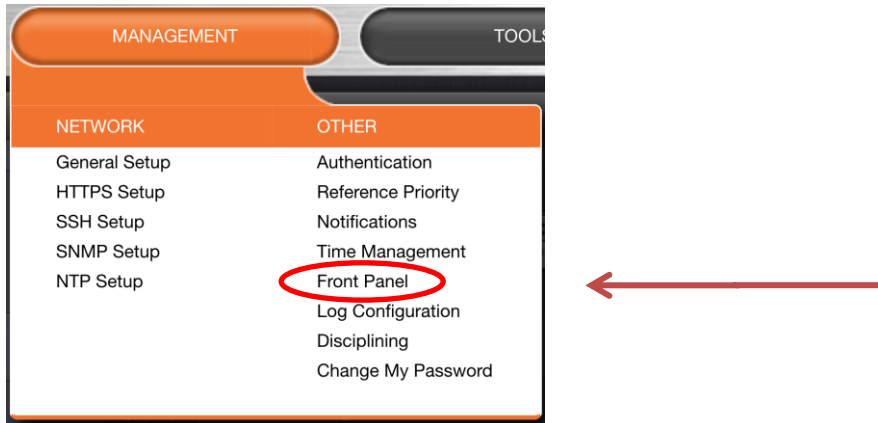 MANAGEMENT
TOOLS
NETWORK
General Setup
HTTPS Setup
SSH Setup
SNMP Setup
NTP Setup
OTHER
Authentication
Reference Priority
Notifications
Time Management
Front Panel
Log Configuration
Disciplining
Change My Password